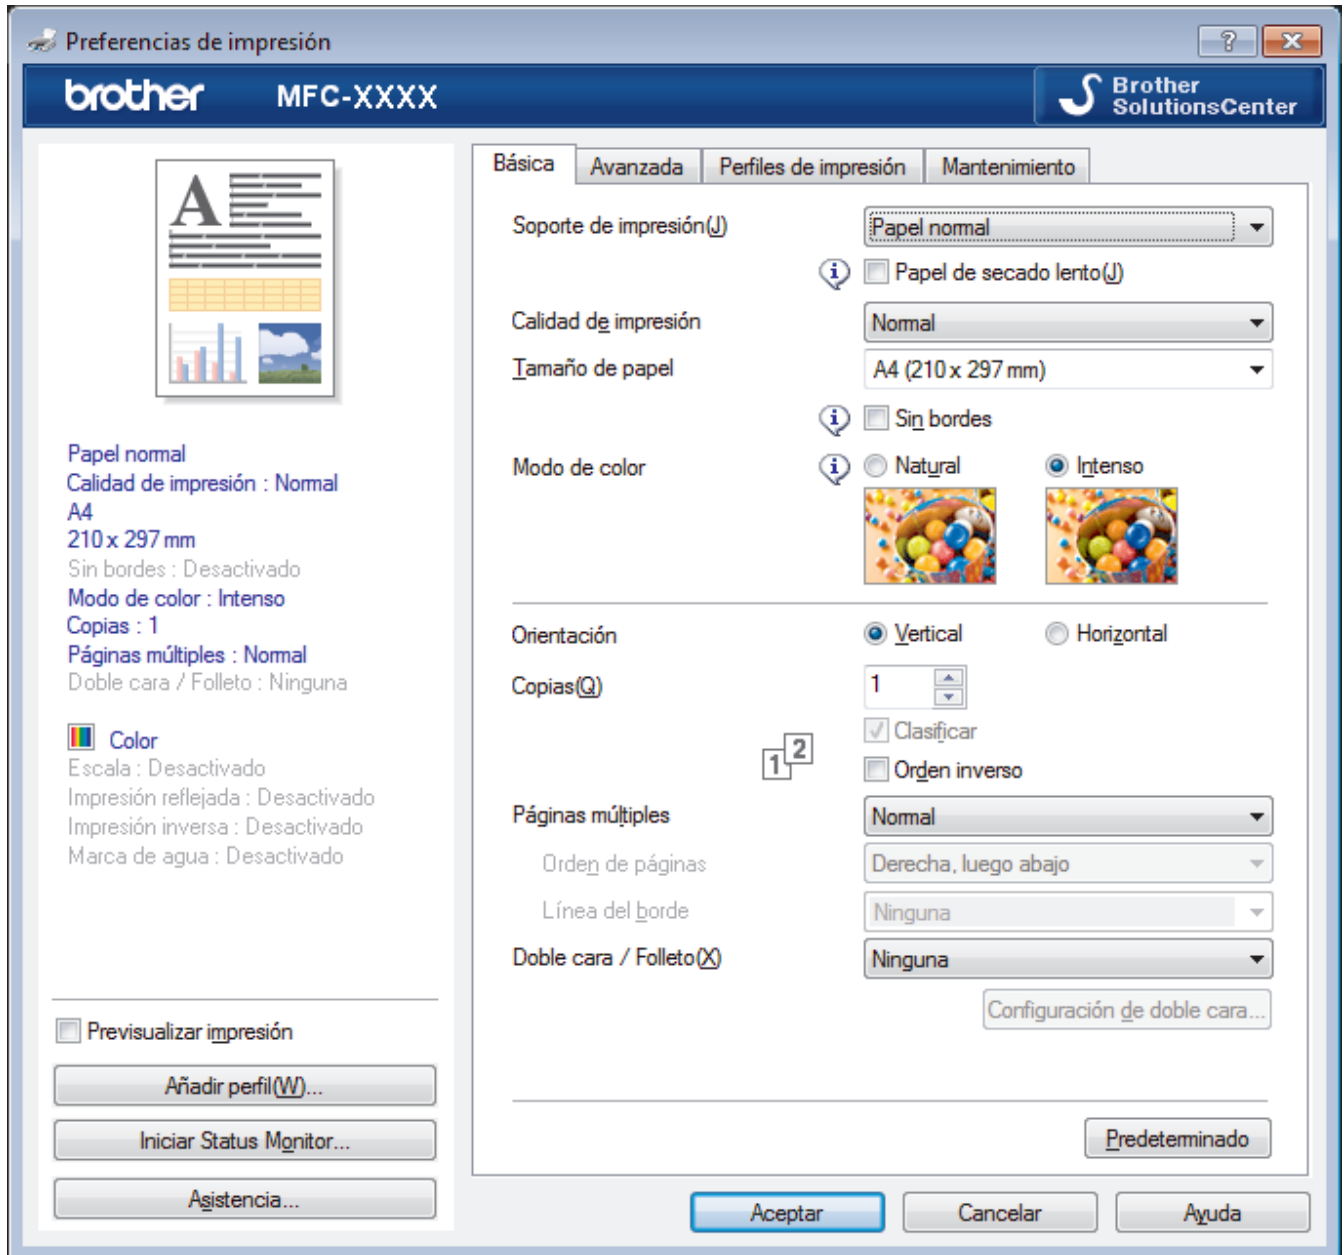 Preferencias de impresión
brother MFC-XXXX
Brother
SolutionsCenter
A
Papel normal
Calidad de impresión : Normal
A4
210 x 297 mm
Sin bordes : Desactivado
Modo de color : Intenso
Copias : 1
Páginas múltiples : Normal
Doble cara / Folleto : Ninguna
Color
Escala : Desactivado
Impresión reflejada : Desactivado
Impresión inversa : Desactivado
Marca de agua : Desactivado
Previsualizar impresión
Añadir perfil(W)...
Iniciar Status Monitor...
Asistencia...
Básica Avanzada Perfiles de impresión Mantenimiento
Soporte de impresión(J) Papel normal
Papel de secado lento(J)
Calidad de impresión Normal
Tamaño de papel A4 (210 x 297 mm)
Sin bordes
Modo de color Natural Intenso
Orientación Vertical Horizontal
Copias(Q) 1
Clasificar
1 2
Orden inverso
Páginas múltiples Normal
Orden de páginas Derecha, luego abajo
Línea del borde Ninguna
Doble cara / Folleto(X) Ninguna
Configuración de doble cara...
Predeterminado
Aceptar Cancelar Ayuda